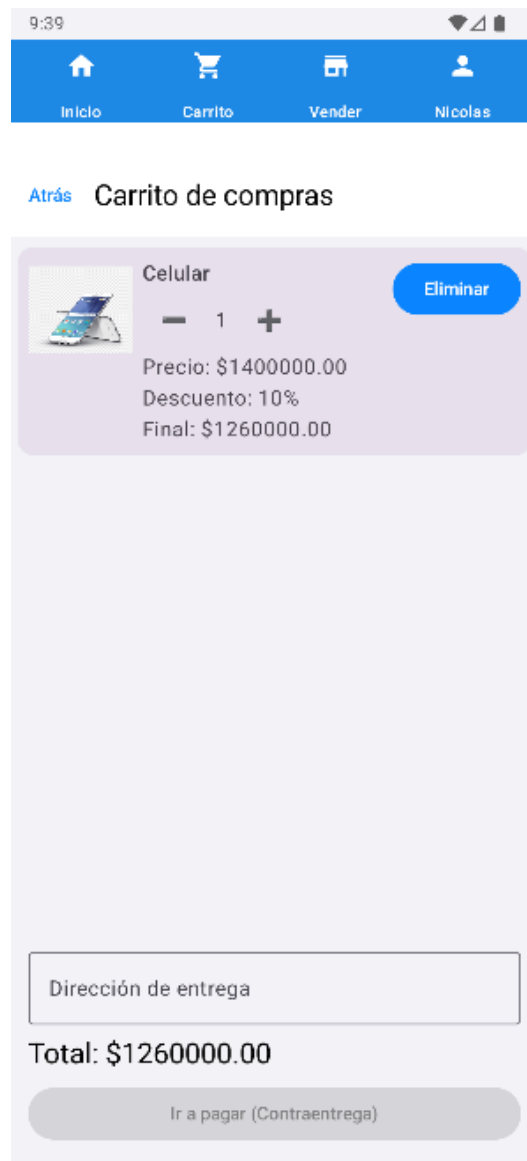 9:39
Inicio Carrito Vender Nicolas
Atrás Carrito de compras
Celular
Eliminar
1
Precio: $1400000.00
Descuento: 10%
Final: $1260000.00
Dirección de entrega
Total: $1260000.00
Ir a pagar (Contraentrega)